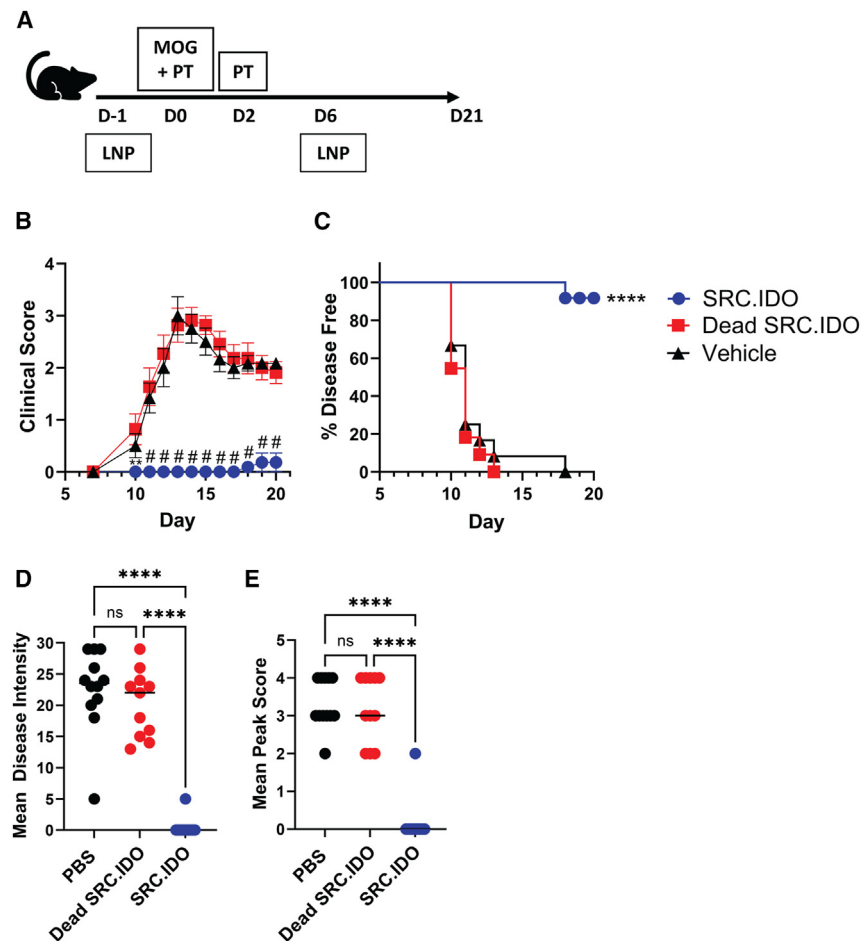 A
MOG
+ PT
PT
D-1 D0 D2 D6 D21
LNP LNP
B
Clinical Score
4
3
2
1
0
** # # # # # # # # # #
5 10 15 20
Day
C
% Disease Free
100
80
60
40
20
0
****
5 10 15 20
Day
SRC.IDO
Dead SRC.IDO
Vehicle
D
****
ns ****
Mean Disease Intensity
30
25
20
15
10
5
0
PBS
Dead SRC.IDO
SRC.IDO
E
****
ns ****
Mean Peak Score
5
4
3
2
1
0
PBS
Dead SRC.IDO
SRC.IDO